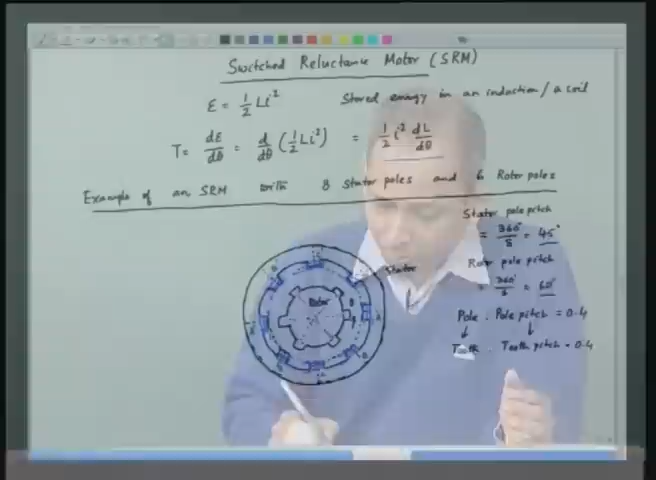 Switched Reluctance Motor (SRM)
E = 1/2 Li² Stored energy in an induction / a coil
T = dE/dθ = d/dθ (1/2 Li²) = 1/2 i² dL/dθ
Example of an SRM with 8 Stator poles and 6 Rotor poles
Stator pole pitch
= 360°/8 = 45°
Rotor pole pitch
= 360°/6 = 60°
Stator
Rotor
Pole : Pole pitch = 0.4
Tooth : Tooth pitch = 0.4